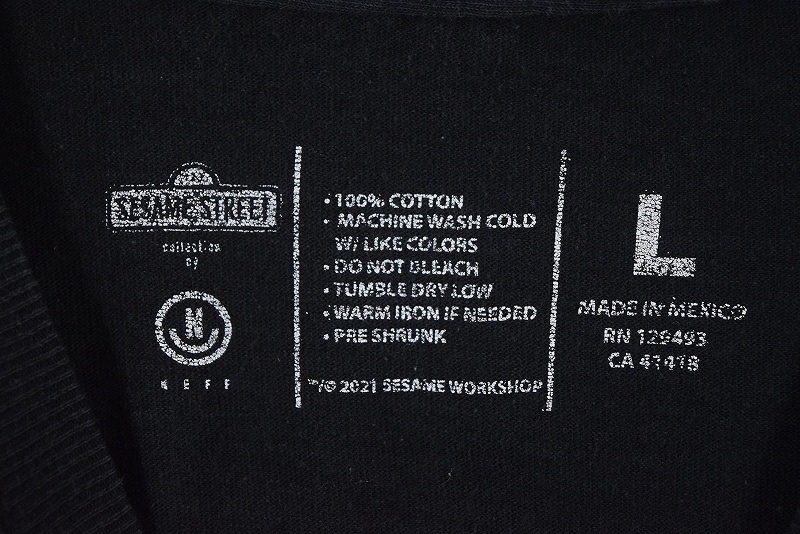 SESAME STREET
collection
by
N
NEFF
• 100% COTTON
• MACHINE WASH COLD
W/ LIKE COLORS
• DO NOT BLEACH
• TUMBLE DRY LOW
• WARM IRON IF NEEDED
• PRE SHRUNK
™/© 2021 SESAME WORKSHOP
L
MADE IN MEXICO
RN 129493
CA 41418